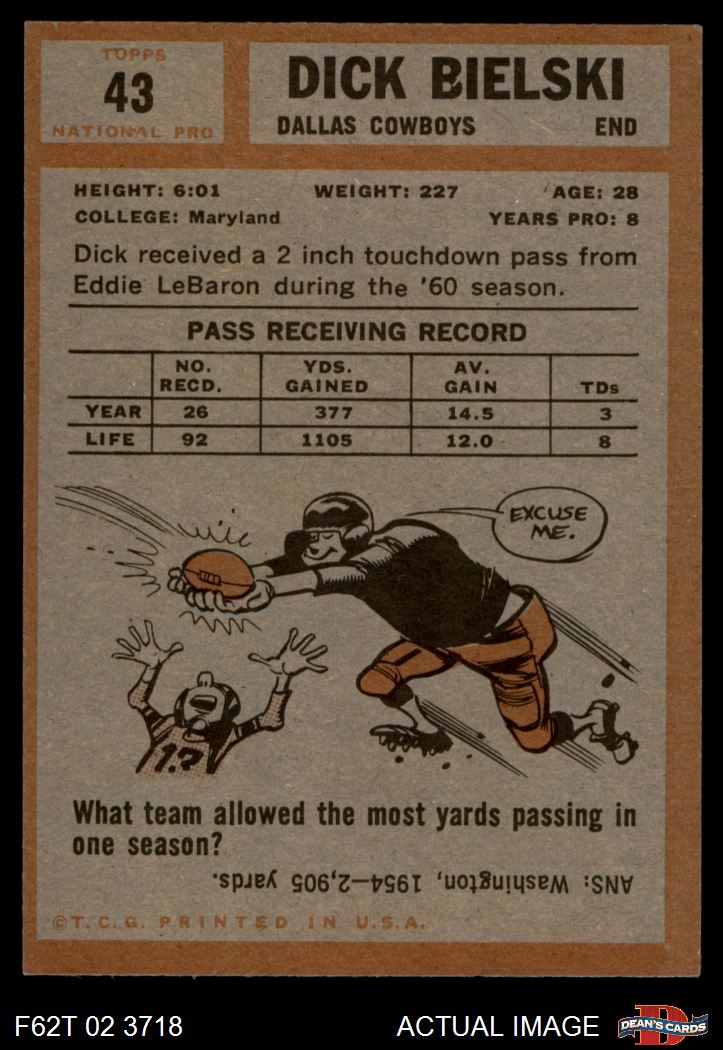 TOPPS
43
NATIONAL PRO
DICK BIELSKI
DALLAS COWBOYS END
HEIGHT: 6:01 WEIGHT: 227 AGE: 28
COLLEGE: Maryland YEARS PRO: 8
Dick received a 2 inch touchdown pass from
Eddie LeBaron during the '60 season.
PASS RECEIVING RECORD
NO. RECD. YDS. GAINED AV. GAIN TDs
YEAR 26 377 14.5 3
LIFE 92 1105 12.0 8
EXCUSE
ME.
1?
What team allowed the most yards passing in
one season?
ANS: Washington, 1954—2,905 yards.
©T.C.G. PRINTED IN U.S.A.
F62T 02 3718 ACTUAL IMAGE DEAN'S CARDS